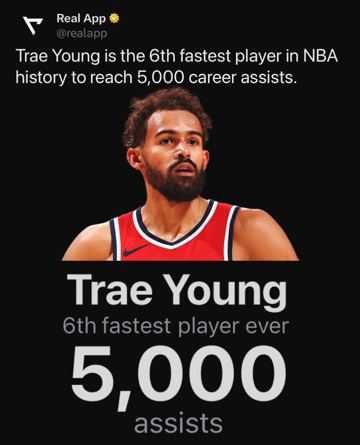 Real App
@realapp
Trae Young is the 6th fastest player in NBA
history to reach 5,000 career assists.
Trae Young
6th fastest player ever
5,000
assists